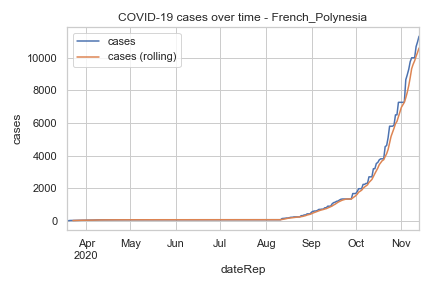 COVID-19 cases over time - French_Polynesia
cases
cases (rolling)
cases
10000
8000
6000
4000
2000
0
Apr May Jun Jul Aug Sep Oct Nov
2020
dateRep